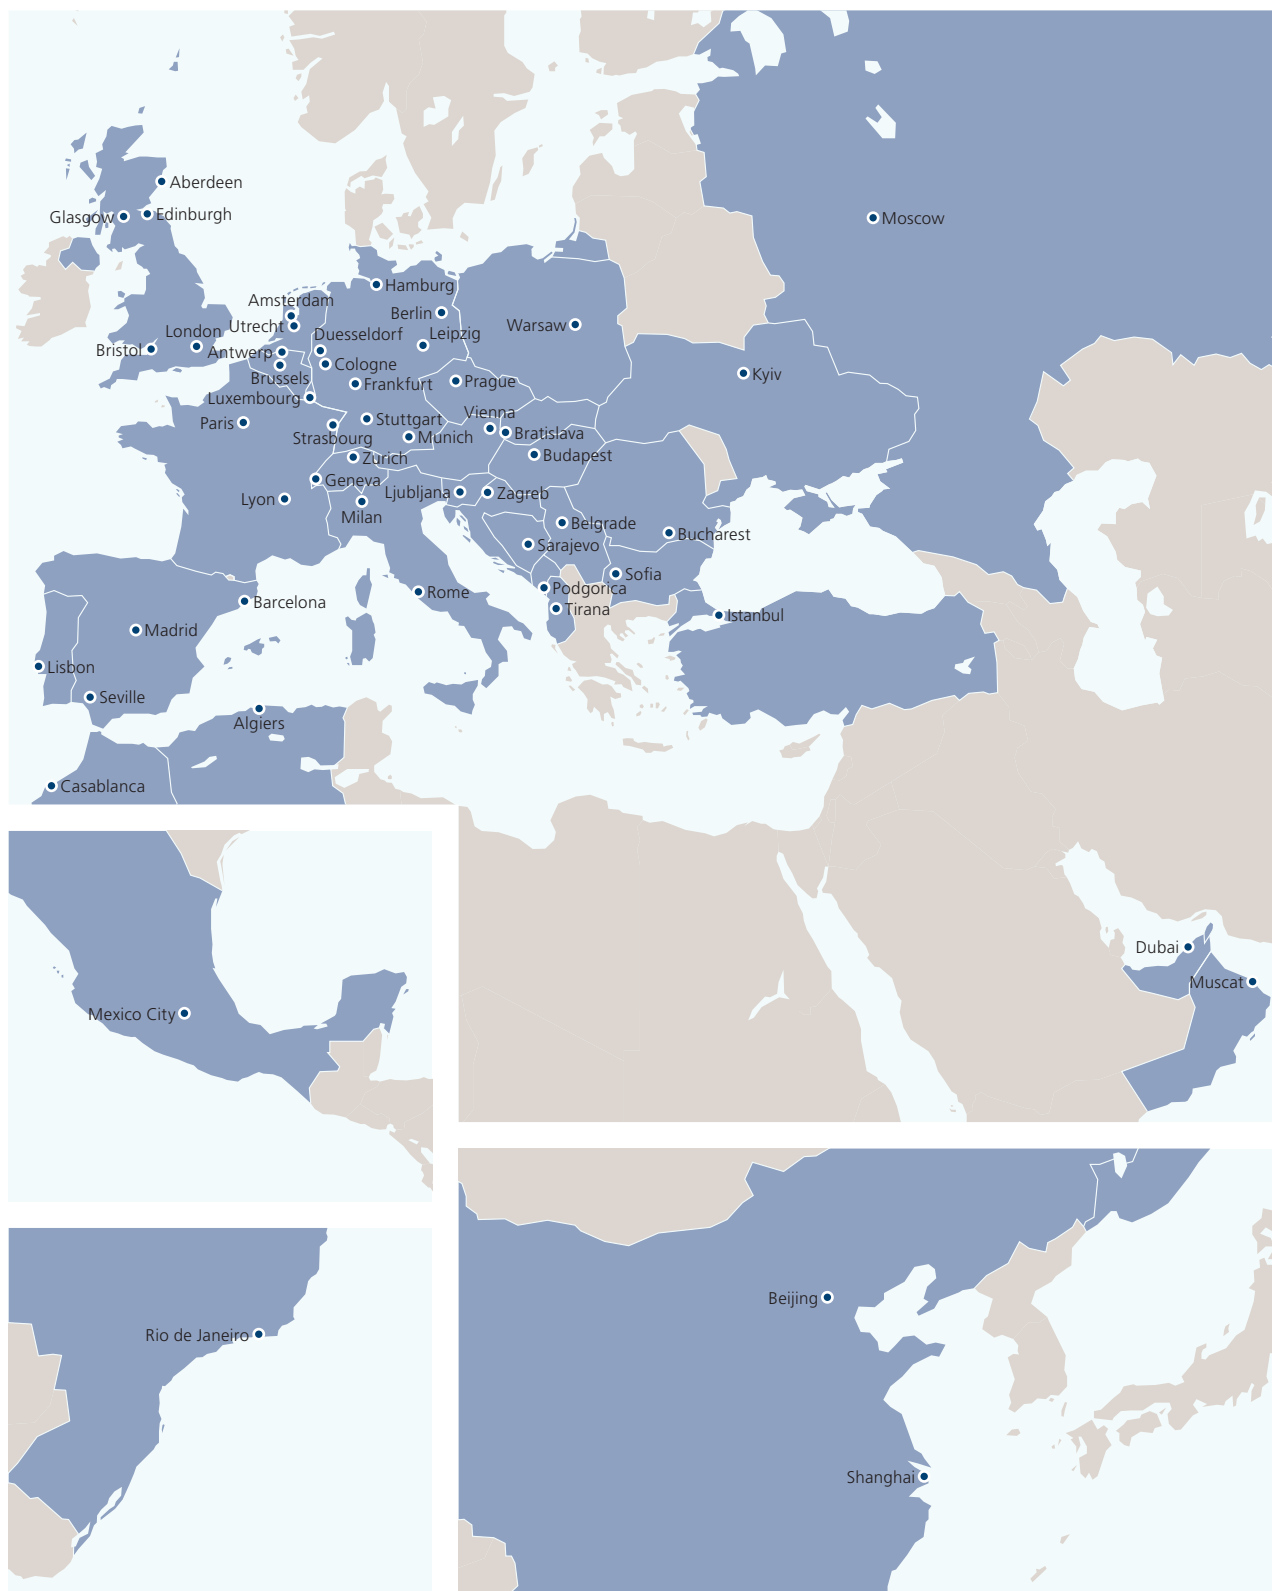 Aberdeen
Glasgow
Edinburgh
Moscow
Hamburg
Amsterdam
Berlin
Utrecht
London
Duesseldorf
Leipzig
Warsaw
Bristol
Antwerp
Cologne
Brussels
Kyiv
Frankfurt
Prague
Luxembourg
Vienna
Paris
Stuttgart
Strasbourg
Munich
Bratislava
Zurich
Budapest
Geneva
Lyon
Ljubljana
Zagreb
Milan
Belgrade
Bucharest
Sarajevo
Sofia
Rome
Podgorica
Barcelona
Tirana
Istanbul
Madrid
Lisbon
Seville
Algiers
Casablanca
Dubai
Muscat
Mexico City
Beijing
Rio de Janeiro
Shanghai